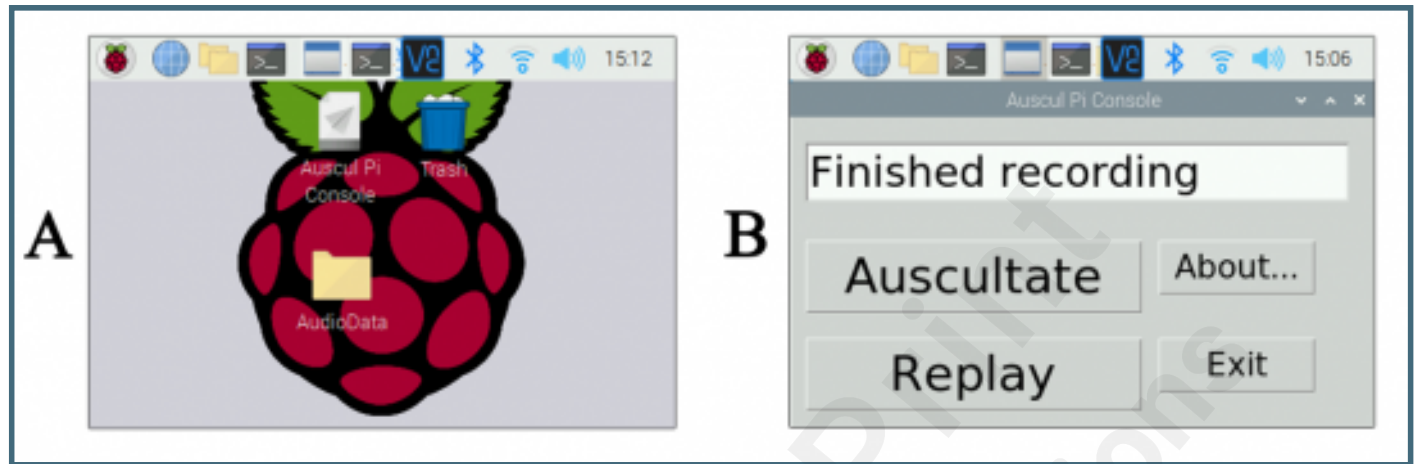 A
15:12
Auscul Pi
Console
Trash
AudioData
B
15:06
Auscul Pi Console
Finished recording
Auscultate
About...
Replay
Exit